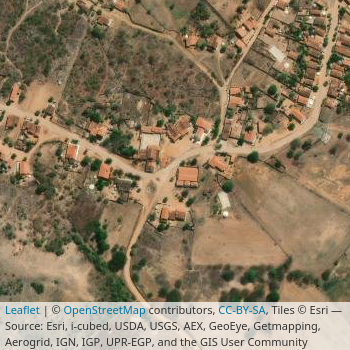 Leaflet | © OpenStreetMap contributors, CC-BY-SA, Tiles © Esri —
Source: Esri, i-cubed, USDA, USGS, AEX, GeoEye, Getmapping,
Aerogrid, IGN, IGP, UPR-EGP, and the GIS User Community